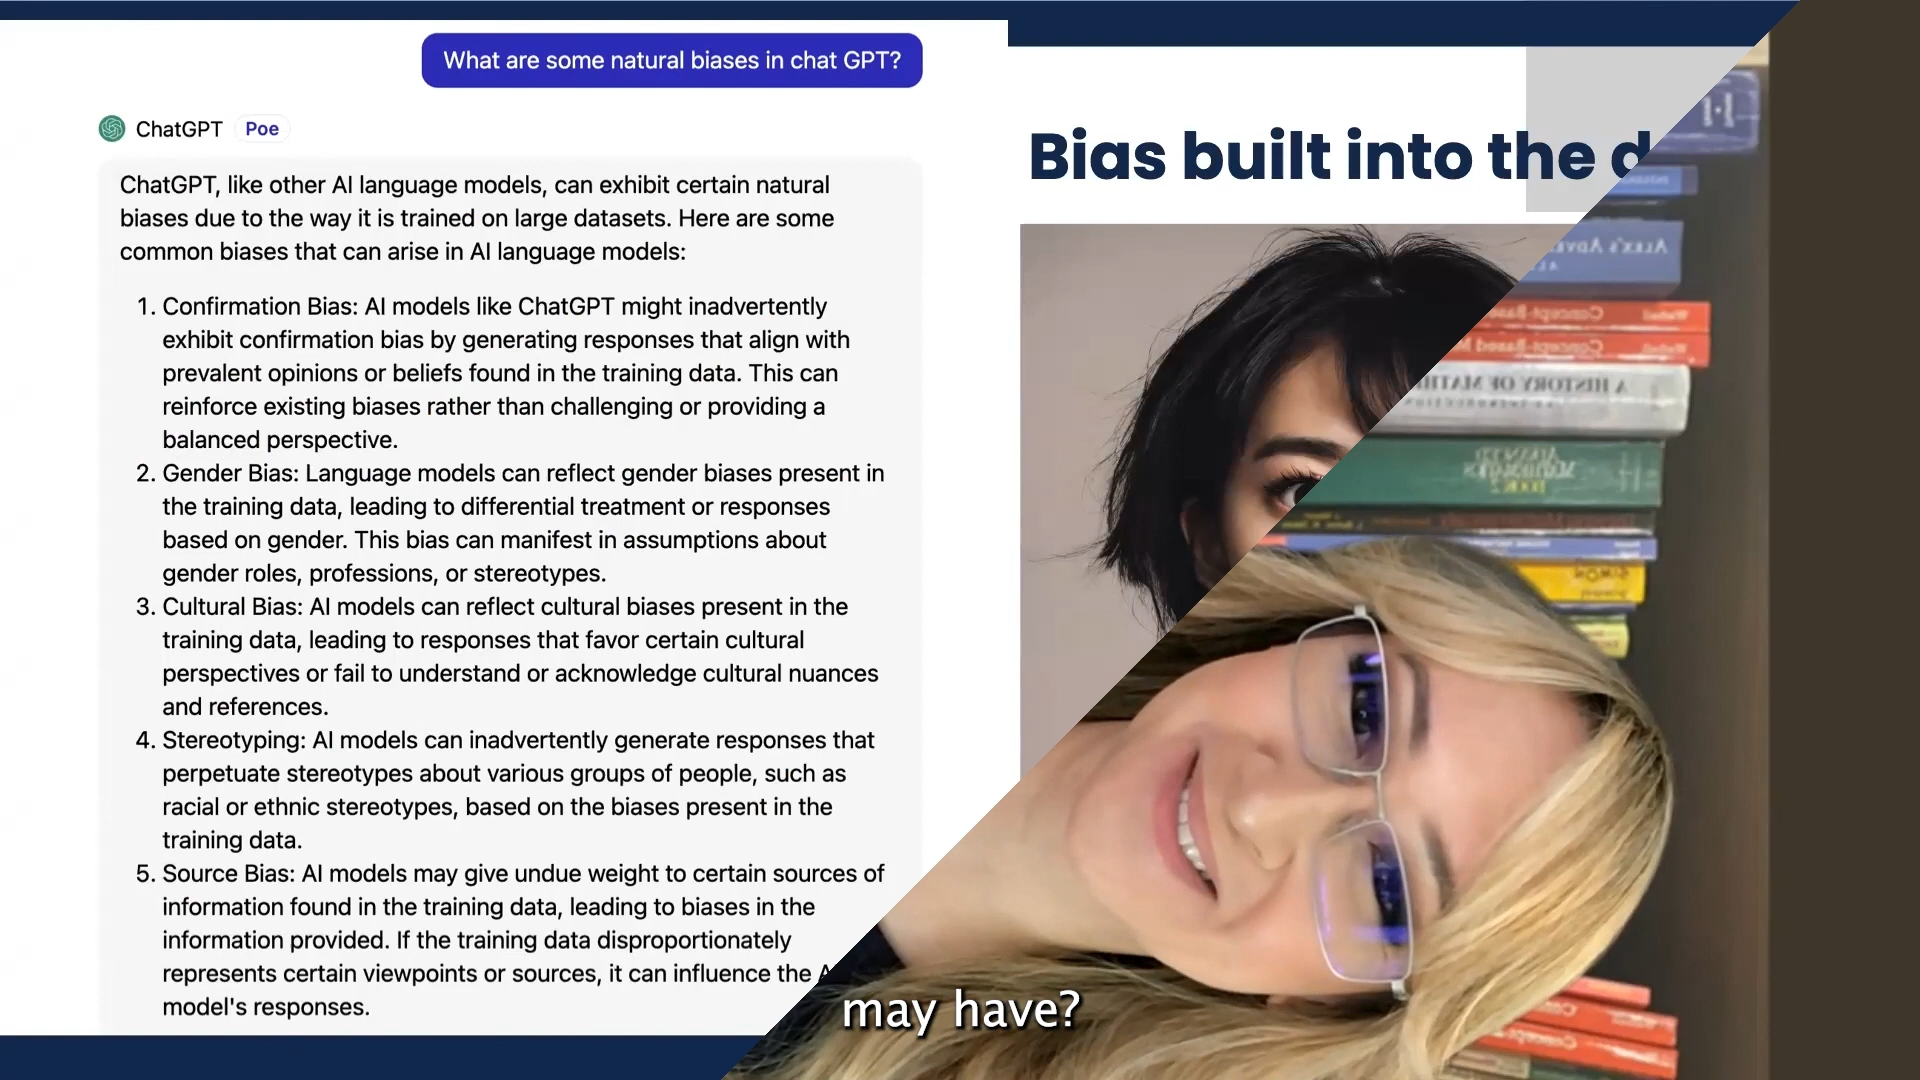 What are some natural biases in chat GPT?
ChatGPT Poe
ChatGPT, like other AI language models, can exhibit certain natural
biases due to the way it is trained on large datasets. Here are some
common biases that can arise in AI language models:
1. Confirmation Bias: AI models like ChatGPT might inadvertently
exhibit confirmation bias by generating responses that align with
prevalent opinions or beliefs found in the training data. This can
reinforce existing biases rather than challenging or providing a
balanced perspective.
2. Gender Bias: Language models can reflect gender biases present in
the training data, leading to differential treatment or responses
based on gender. This bias can manifest in assumptions about
gender roles, professions, or stereotypes.
3. Cultural Bias: AI models can reflect cultural biases present in the
training data, leading to responses that favor certain cultural
perspectives or fail to understand or acknowledge cultural nuances
and references.
4. Stereotyping: AI models can inadvertently generate responses that
perpetuate stereotypes about various groups of people, such as
racial or ethnic stereotypes, based on the biases present in the
training data.
5. Source Bias: AI models may give undue weight to certain sources of
information found in the training data, leading to biases in the
information provided. If the training data disproportionately
represents certain viewpoints or sources, it can influence the
model's responses.
Bias built into the
ALEX'S
Concept-Based
Concept-Based
A HISTORY OF
SIMON
may have?